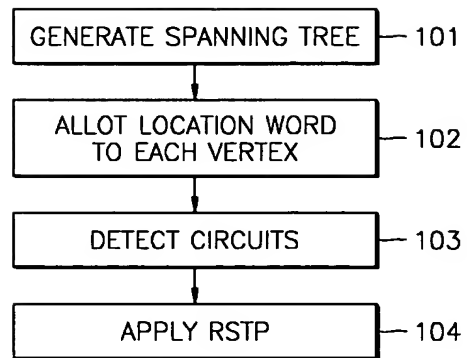 GENERATE SPANNING TREE 101
ALLOT LOCATION WORD
TO EACH VERTEX 102
DETECT CIRCUITS 103
APPLY RSTP 104